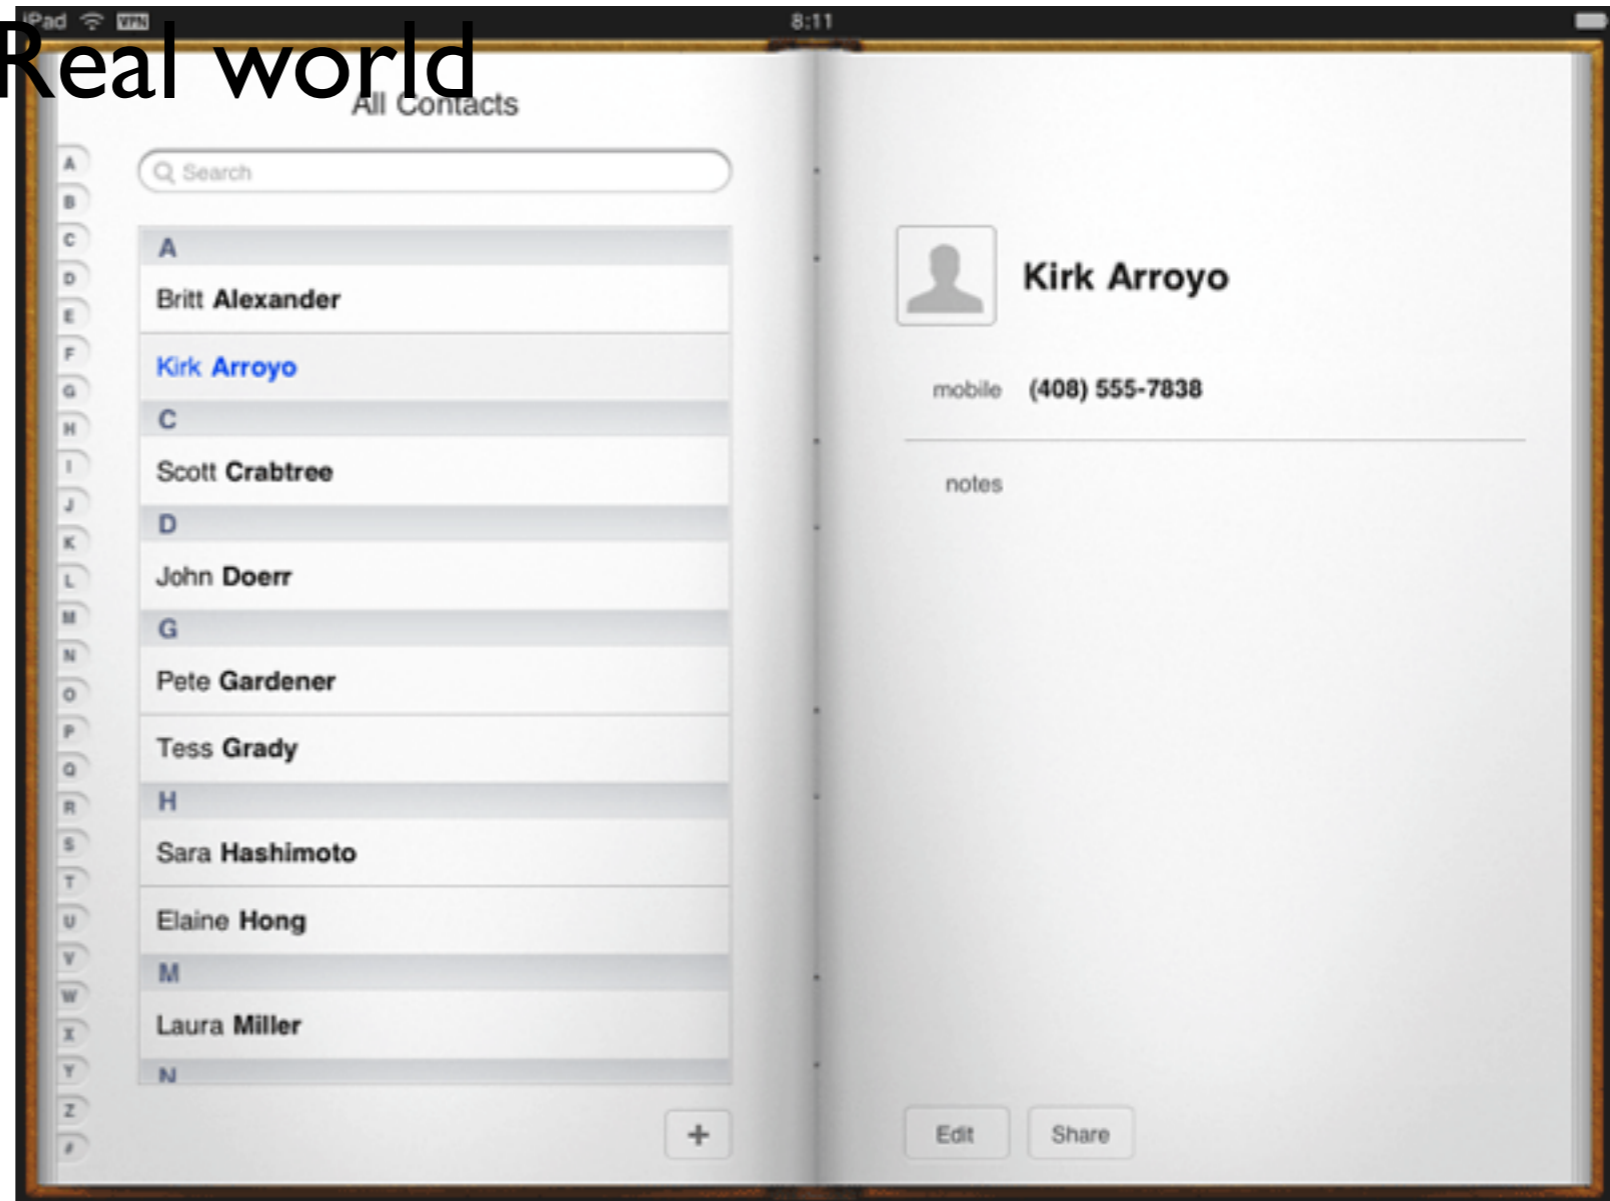 iPad VPN 8:11
Real world
All Contacts
Search
A
B
C
D
E
F
G
H
I
J
K
L
M
N
O
P
Q
R
S
T
U
V
W
X
Y
Z
#
A
Britt Alexander
Kirk Arroyo
C
Scott Crabtree
D
John Doerr
G
Pete Gardener
Tess Grady
H
Sara Hashimoto
Elaine Hong
M
Laura Miller
N
+
Kirk Arroyo
mobile (408) 555-7838
notes
Edit Share